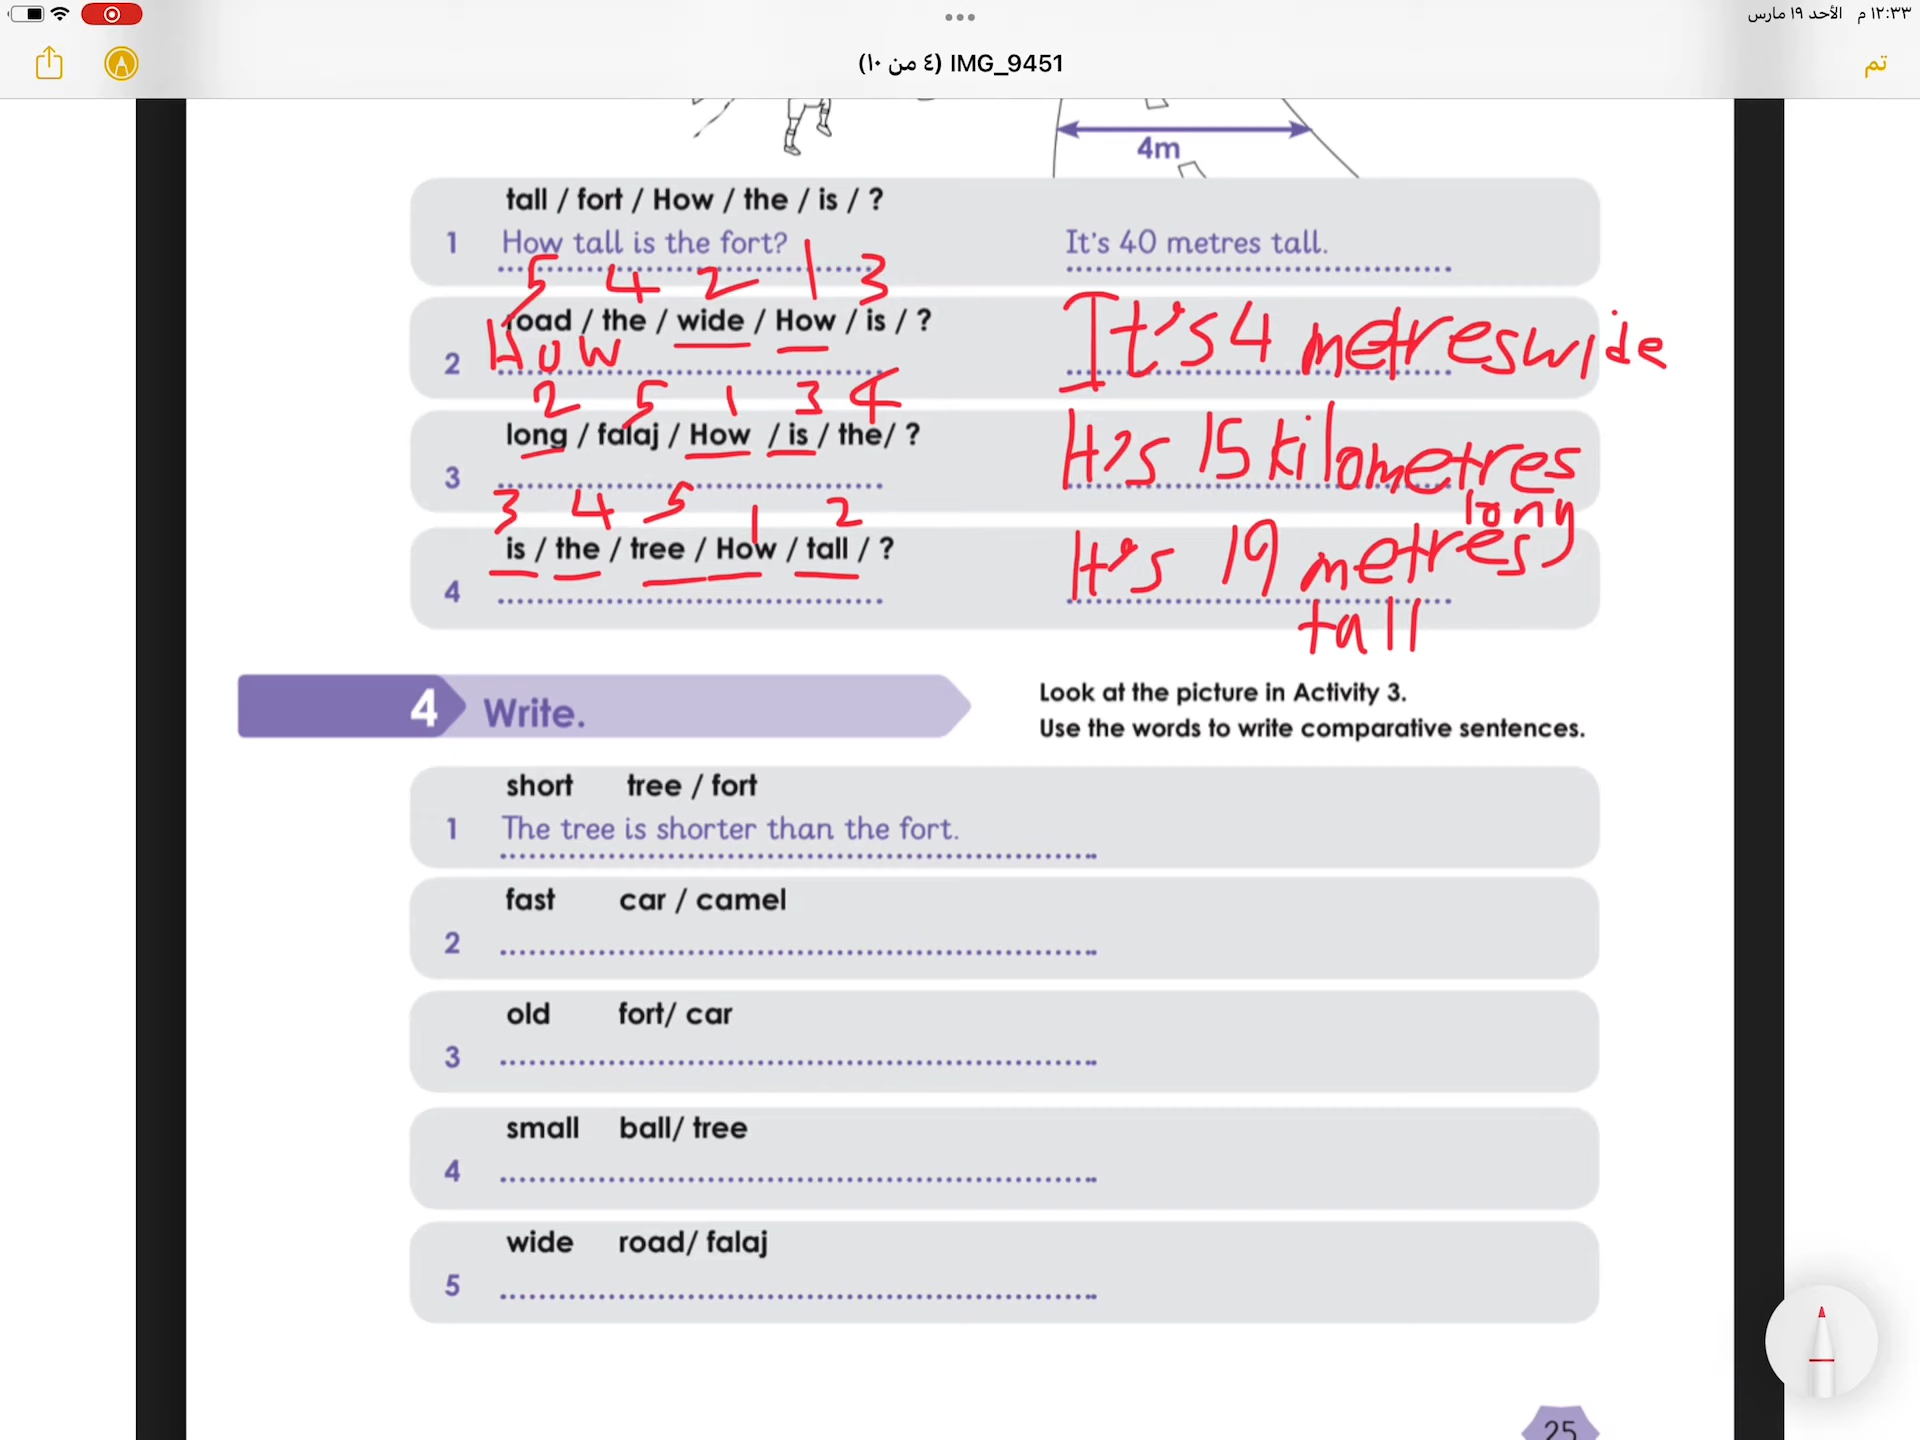 ١٢:٣٣ م الأحد ١٩ مارس
IMG_9451 (٤ من ١٠)
تم
4m
tall / fort / How / the / is / ?
1 How tall is the fort? It's 40 metres tall.
5 4 2 1 3
road / the / wide / How / is / ?
2 How It's 4 metres wide
2 5 1 3 4
long / falaj / How / is / the/ ?
3 It's 15 kilometres
long
3 4 5 1 2
is / the / tree / How / tall / ?
4 It's 19 metres
tall
4 Write.
Look at the picture in Activity 3.
Use the words to write comparative sentences.
short tree / fort
1 The tree is shorter than the fort.
fast car / camel
2
old fort/ car
3
small ball/ tree
4
wide road/ falaj
5
25